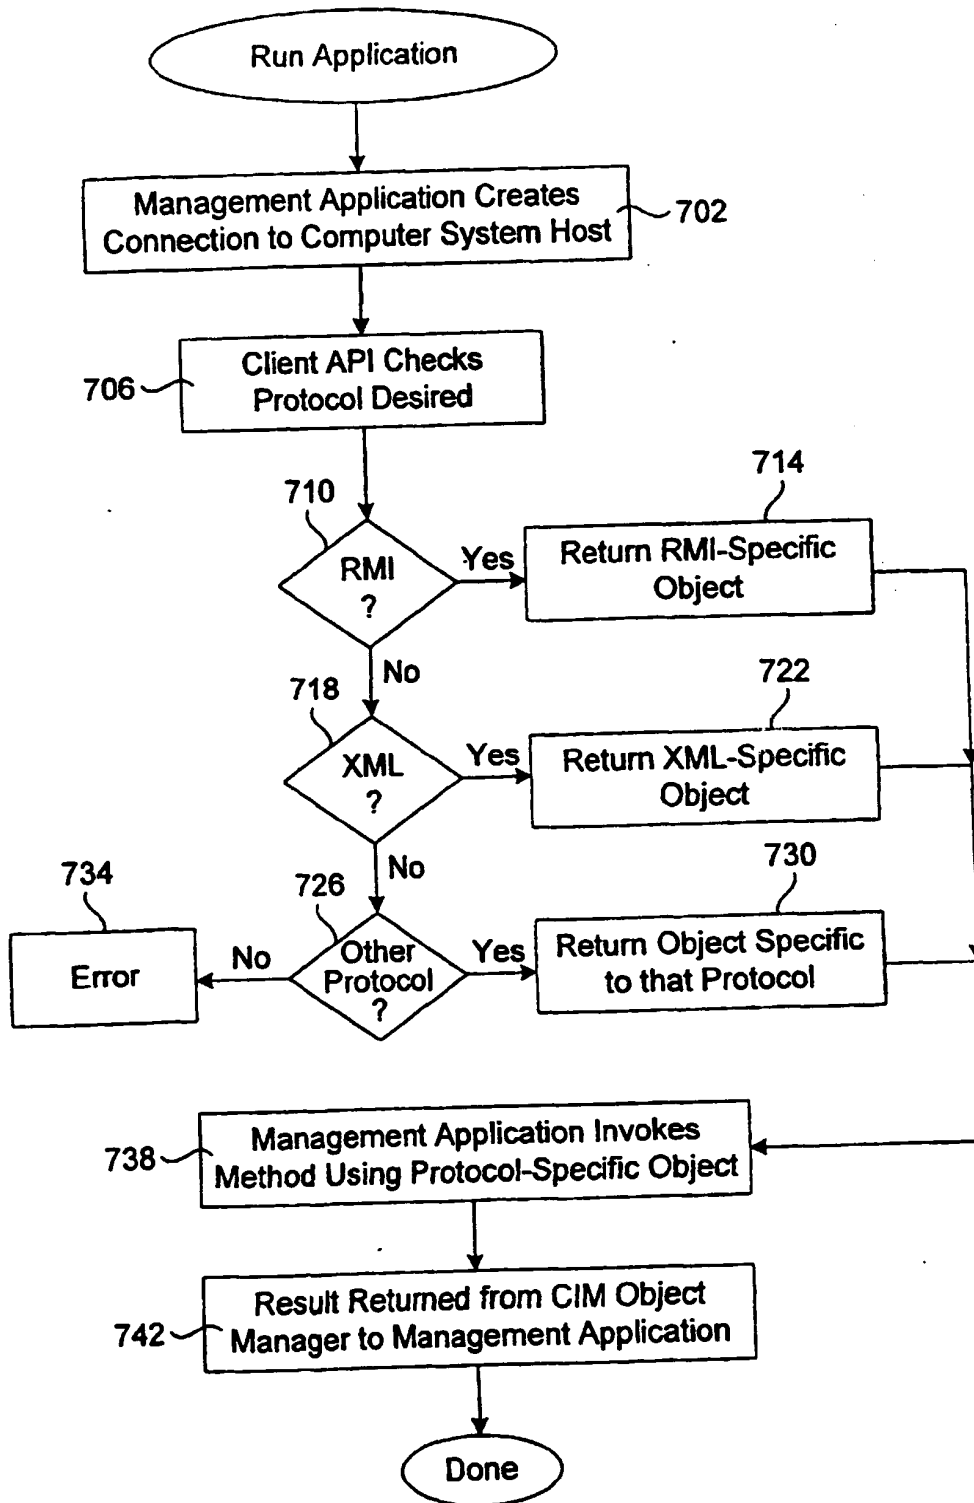 Run Application
Management Application Creates
Connection to Computer System Host
702
Client API Checks
Protocol Desired
706
710
RMI
?
Yes
714
Return RMI-Specific
Object
No
718
XML
?
Yes
722
Return XML-Specific
Object
No
726
Other
Protocol
?
Yes
730
Return Object Specific
to that Protocol
No
734
Error
738
Management Application Invokes
Method Using Protocol-Specific Object
742
Result Returned from CIM Object
Manager to Management Application
Done